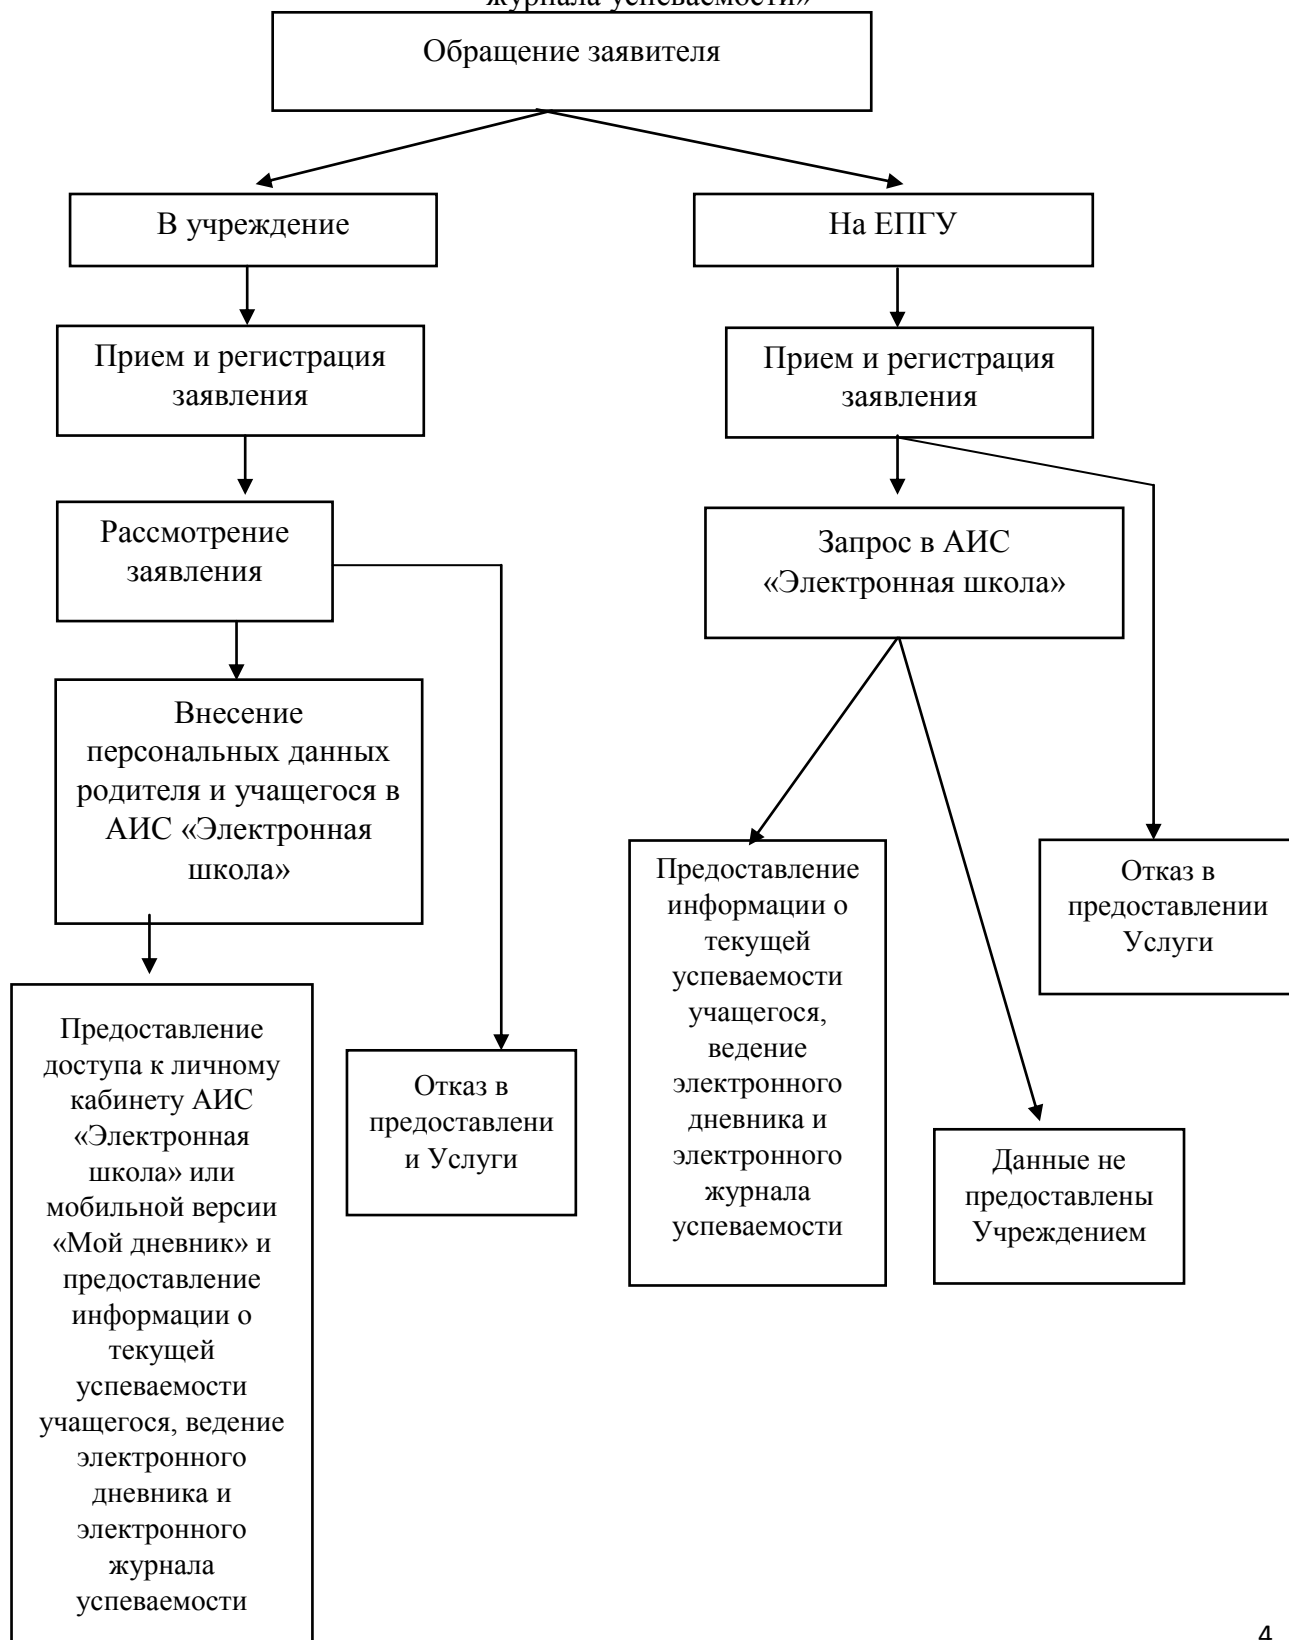 журнала успеваемости»
Обращение заявителя
В учреждение
На ЕПГУ
Прием и регистрация
заявления
Прием и регистрация
заявления
Рассмотрение
заявления
Запрос в АИС
«Электронная школа»
Внесение
персональных данных
родителя и учащегося в
АИС «Электронная
школа»
Предоставление
информации о
текущей
успеваемости
учащегося,
ведение
электронного
дневника и
электронного
журнала
успеваемости
Отказ в
предоставлении
Услуги
Предоставление
доступа к личному
кабинету АИС
«Электронная
школа» или
мобильной версии
«Мой дневник» и
предоставление
информации о
текущей
успеваемости
учащегося, ведение
электронного
дневника и
электронного
журнала
успеваемости
Отказ в
предоставлени
и Услуги
Данные не
предоставлены
Учреждением
4